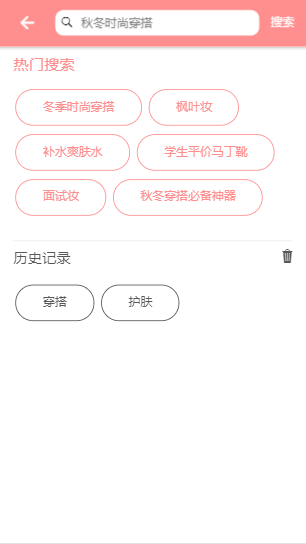 秋冬时尚穿搭 搜索
热门搜索
冬季时尚穿搭 枫叶妆
补水爽肤水 学生平价马丁靴
面试妆 秋冬穿搭必备神器
历史记录
穿搭 护肤